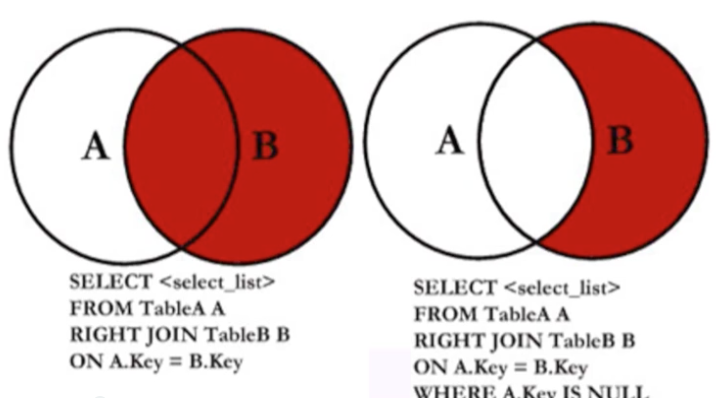 A
B
SELECT <select_list>
FROM TableA A
RIGHT JOIN TableB B
ON A.Key = B.Key
A
B
SELECT <select_list>
FROM TableA A
RIGHT JOIN TableB B
ON A.Key = B.Key
WHERE A.Key IS NULL